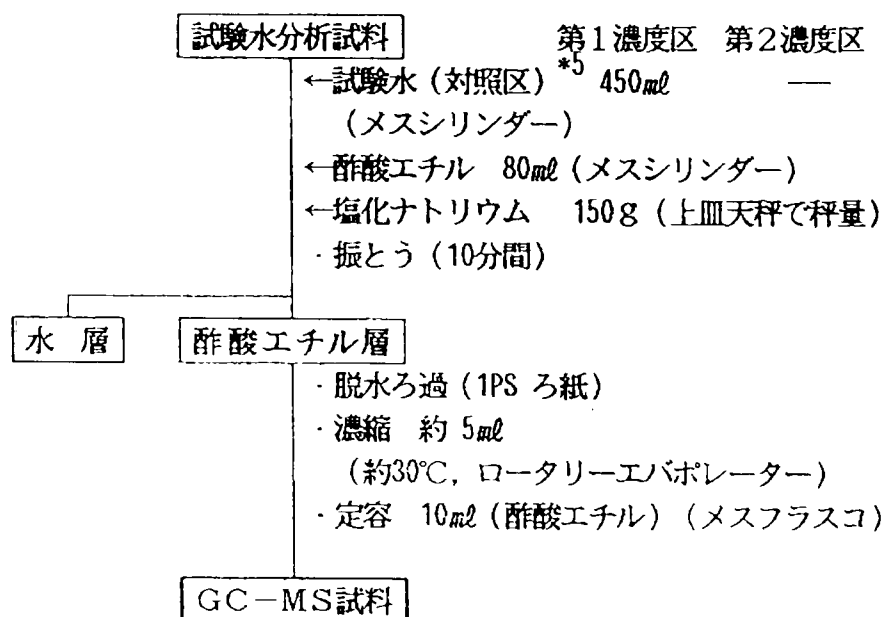 試験水分析試料 第1濃度区 第2濃度区
←試験水(対照区)*5 450ml —
(メスシリンダー)
←酢酸エチル 80ml(メスシリンダー)
←塩化ナトリウム 150g(上皿天秤で秤量)
・振とう(10分間)
水 層 酢酸エチル層
・脱水ろ過(1PS ろ紙)
・濃縮 約 5ml
(約30℃,ロータリーエバポレーター)
・定容 10ml(酢酸エチル)(メスフラスコ)
GC-MS試料